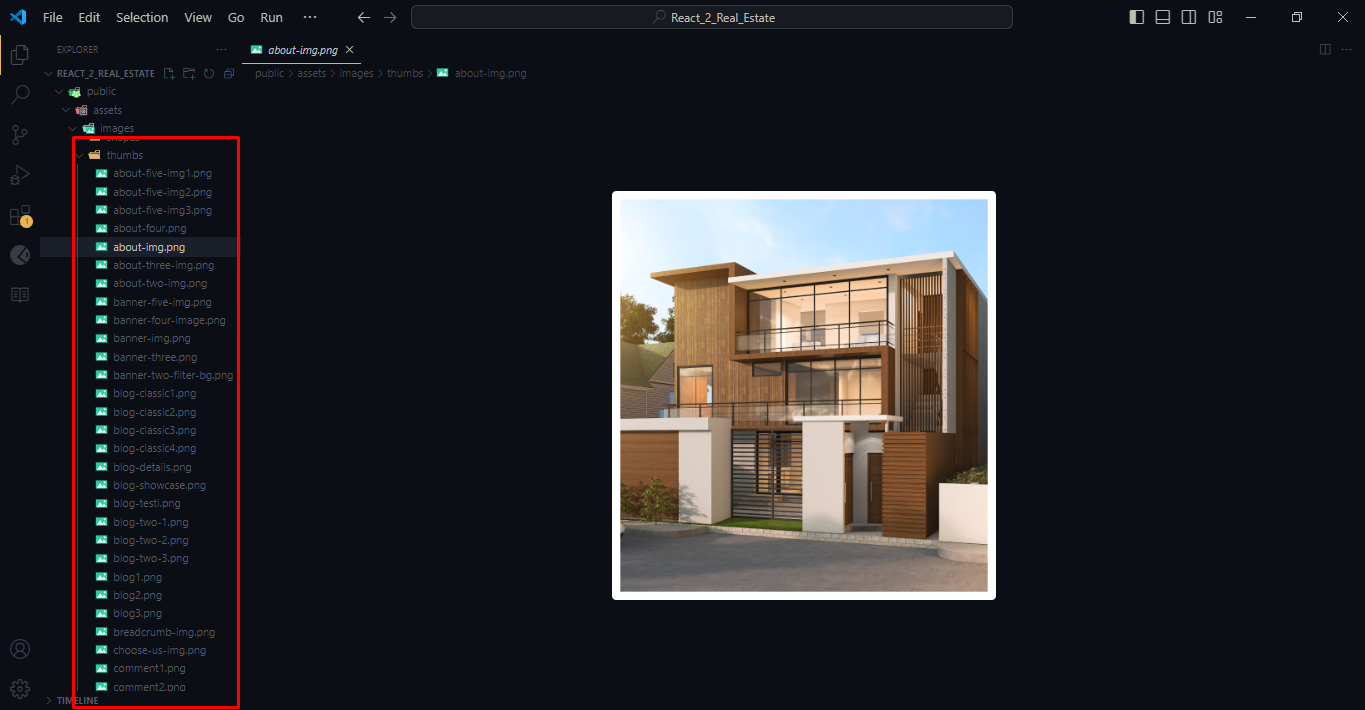 File Edit Selection View Go Run ···
React_2_Real_Estate
EXPLORER ···
about-img.png
REACT_2_REAL_ESTATE
public > assets > images > thumbs > about-img.png
public
assets
images
shapes
thumbs
about-five-img1.png
about-five-img2.png
about-five-img3.png
about-four.png
about-img.png
about-three-img.png
about-two-img.png
banner-five-img.png
banner-four-image.png
banner-img.png
banner-three.png
banner-two-filter-bg.png
blog-classic1.png
blog-classic2.png
blog-classic3.png
blog-classic4.png
blog-details.png
blog-showcase.png
blog-testi.png
blog-two-1.png
blog-two-2.png
blog-two-3.png
blog1.png
blog2.png
blog3.png
breadcrumb-img.png
choose-us-img.png
comment1.png
comment2.png
1
TIMELINE